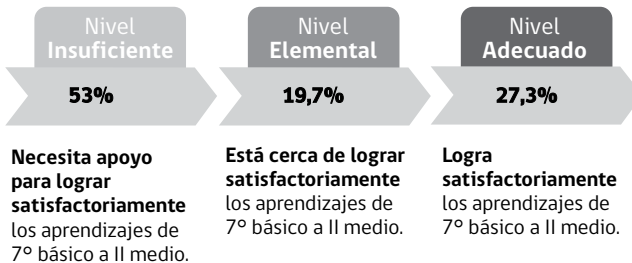 Nivel
Insuficiente
53%
Necesita apoyo
para lograr
satisfactoriamente
los aprendizajes de
7° básico a II medio.
Nivel
Elemental
19,7%
Está cerca de lograr
satisfactoriamente
los aprendizajes de
7° básico a II medio.
Nivel
Adecuado
27,3%
Logra
satisfactoriamente
los aprendizajes de
7° básico a II medio.